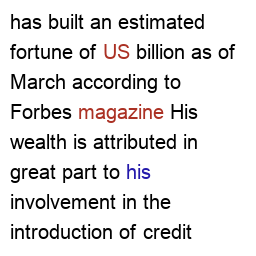 has built an estimated
fortune of US billion as of
March according to
Forbes magazine His
wealth is attributed in
great part to his
involvement in the
introduction of credit